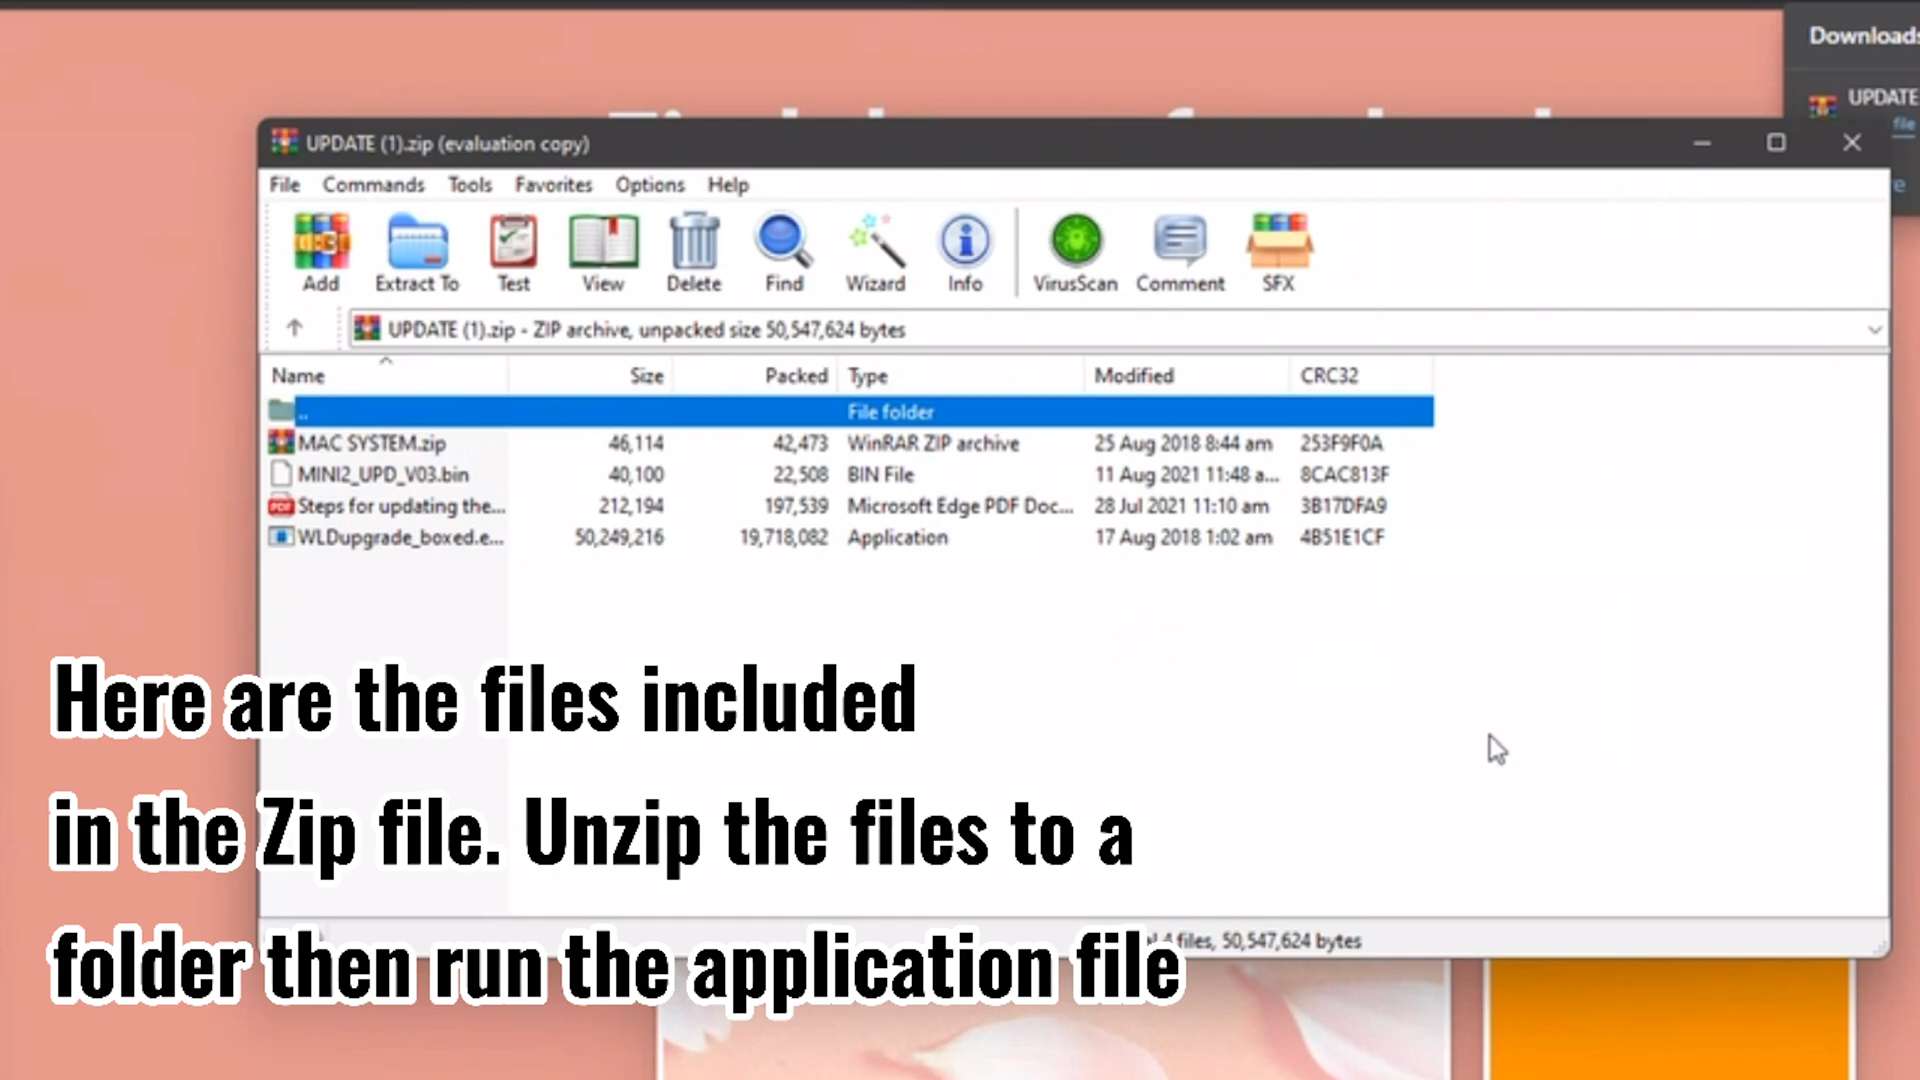 Downloads
UPDATE
file
UPDATE (1).zip (evaluation copy)
File Commands Tools Favorites Options Help
Add Extract To Test View Delete Find Wizard Info VirusScan Comment SFX
UPDATE (1).zip - ZIP archive, unpacked size 50,547,624 bytes
Name Size Packed Type Modified CRC32
.. File folder
MAC SYSTEM.zip 46,114 42,473 WinRAR ZIP archive 25 Aug 2018 8:44 am 253F9F0A
MINI2_UPD_V03.bin 40,100 22,508 BIN File 11 Aug 2021 11:48 a... 8CAC813F
Steps for updating the... 212,194 197,539 Microsoft Edge PDF Doc... 28 Jul 2021 11:10 am 3B17DFA9
WLDupgrade_boxed.e... 50,249,216 19,718,082 Application 17 Aug 2018 1:02 am 4B51E1CF
Here are the files included
in the Zip file. Unzip the files to a
folder then run the application file
4 files, 50,547,624 bytes